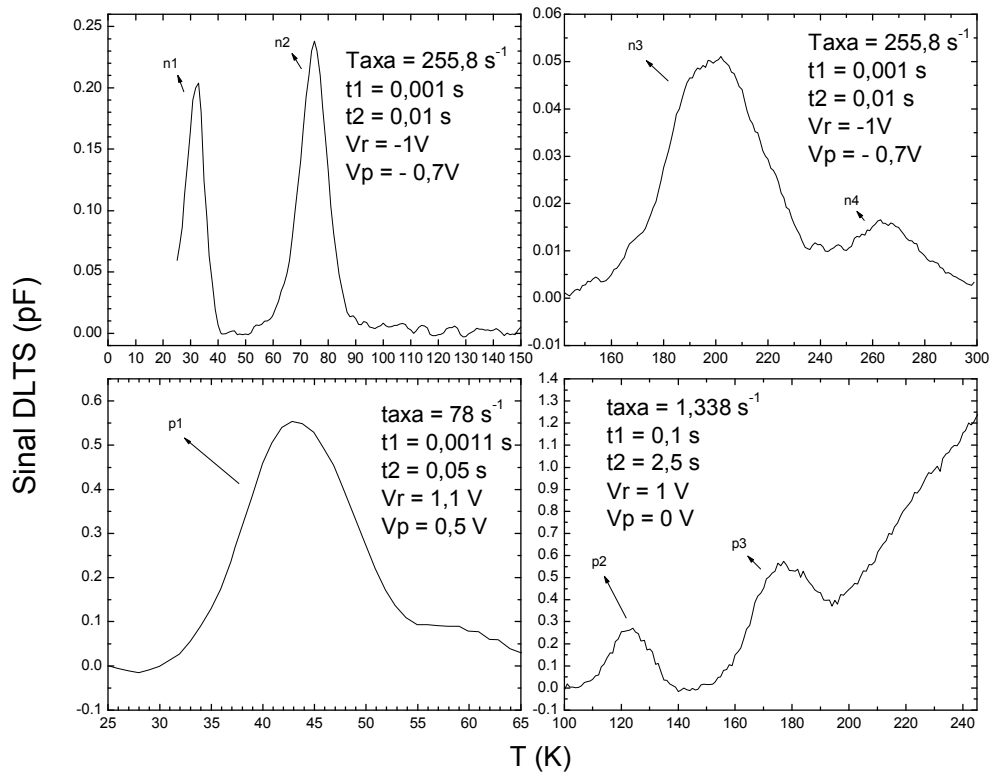 Sinal DLTS (pF)
0.25
0.20
0.15
0.10
0.05
0.00
n1
n2
Taxa = 255,8 s⁻¹
t1 = 0,001 s
t2 = 0,01 s
Vr = -1V
Vp = - 0,7V
0 10 20 30 40 50 60 70 80 90 100 110 120 130 140 150
0.06
0.05
0.04
0.03
0.02
0.01
0.00
-0.01
n3
n4
Taxa = 255,8 s⁻¹
t1 = 0,001 s
t2 = 0,01 s
Vr = -1V
Vp = - 0,7V
160 180 200 220 240 260 280 300
0.6
0.5
0.4
0.3
0.2
0.1
0.0
-0.1
p1
taxa = 78 s⁻¹
t1 = 0,0011 s
t2 = 0,05 s
Vr = 1,1 V
Vp = 0,5 V
25 30 35 40 45 50 55 60 65
1.4
1.3
1.2
1.1
1.0
0.9
0.8
0.7
0.6
0.5
0.4
0.3
0.2
0.1
0.0
-0.1
taxa = 1,338 s⁻¹
t1 = 0,1 s
t2 = 2,5 s
Vr = 1 V
Vp = 0 V
p2
p3
100 120 140 160 180 200 220 240
T (K)